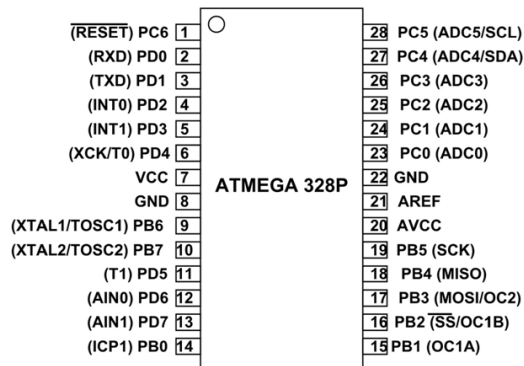 (RESET) PC6 1
(RXD) PD0 2
(TXD) PD1 3
(INT0) PD2 4
(INT1) PD3 5
(XCK/T0) PD4 6
VCC 7
GND 8
(XTAL1/TOSC1) PB6 9
(XTAL2/TOSC2) PB7 10
(T1) PD5 11
(AIN0) PD6 12
(AIN1) PD7 13
(ICP1) PB0 14
ATMEGA 328P
28 PC5 (ADC5/SCL)
27 PC4 (ADC4/SDA)
26 PC3 (ADC3)
25 PC2 (ADC2)
24 PC1 (ADC1)
23 PC0 (ADC0)
22 GND
21 AREF
20 AVCC
19 PB5 (SCK)
18 PB4 (MISO)
17 PB3 (MOSI/OC2)
16 PB2 (SS/OC1B)
15 PB1 (OC1A)